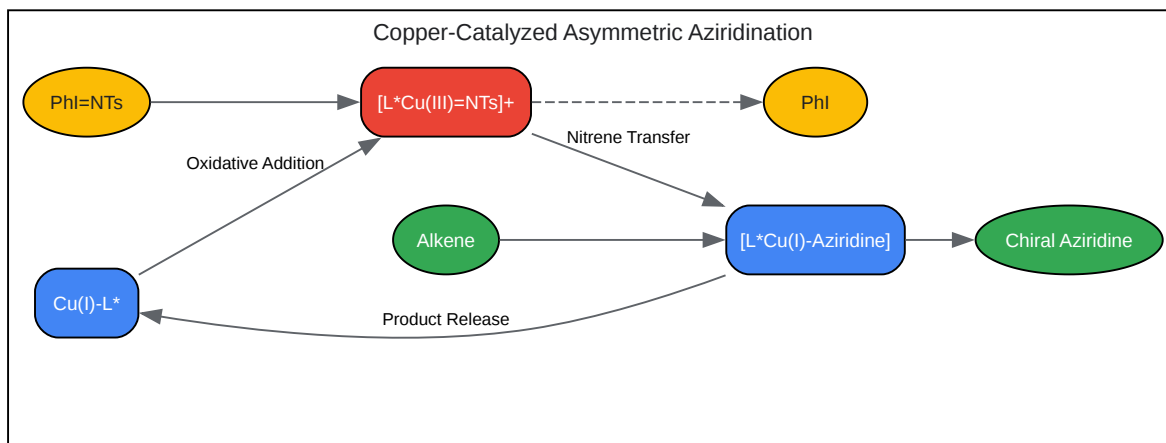 Copper-Catalyzed Asymmetric Aziridination
PhI=NTs
[L*Cu(III)=NTs]+
PhI
Nitrene Transfer
Oxidative Addition
Alkene
[L*Cu(I)-Aziridine]
Chiral Aziridine
Cu(I)-L*
Product Release